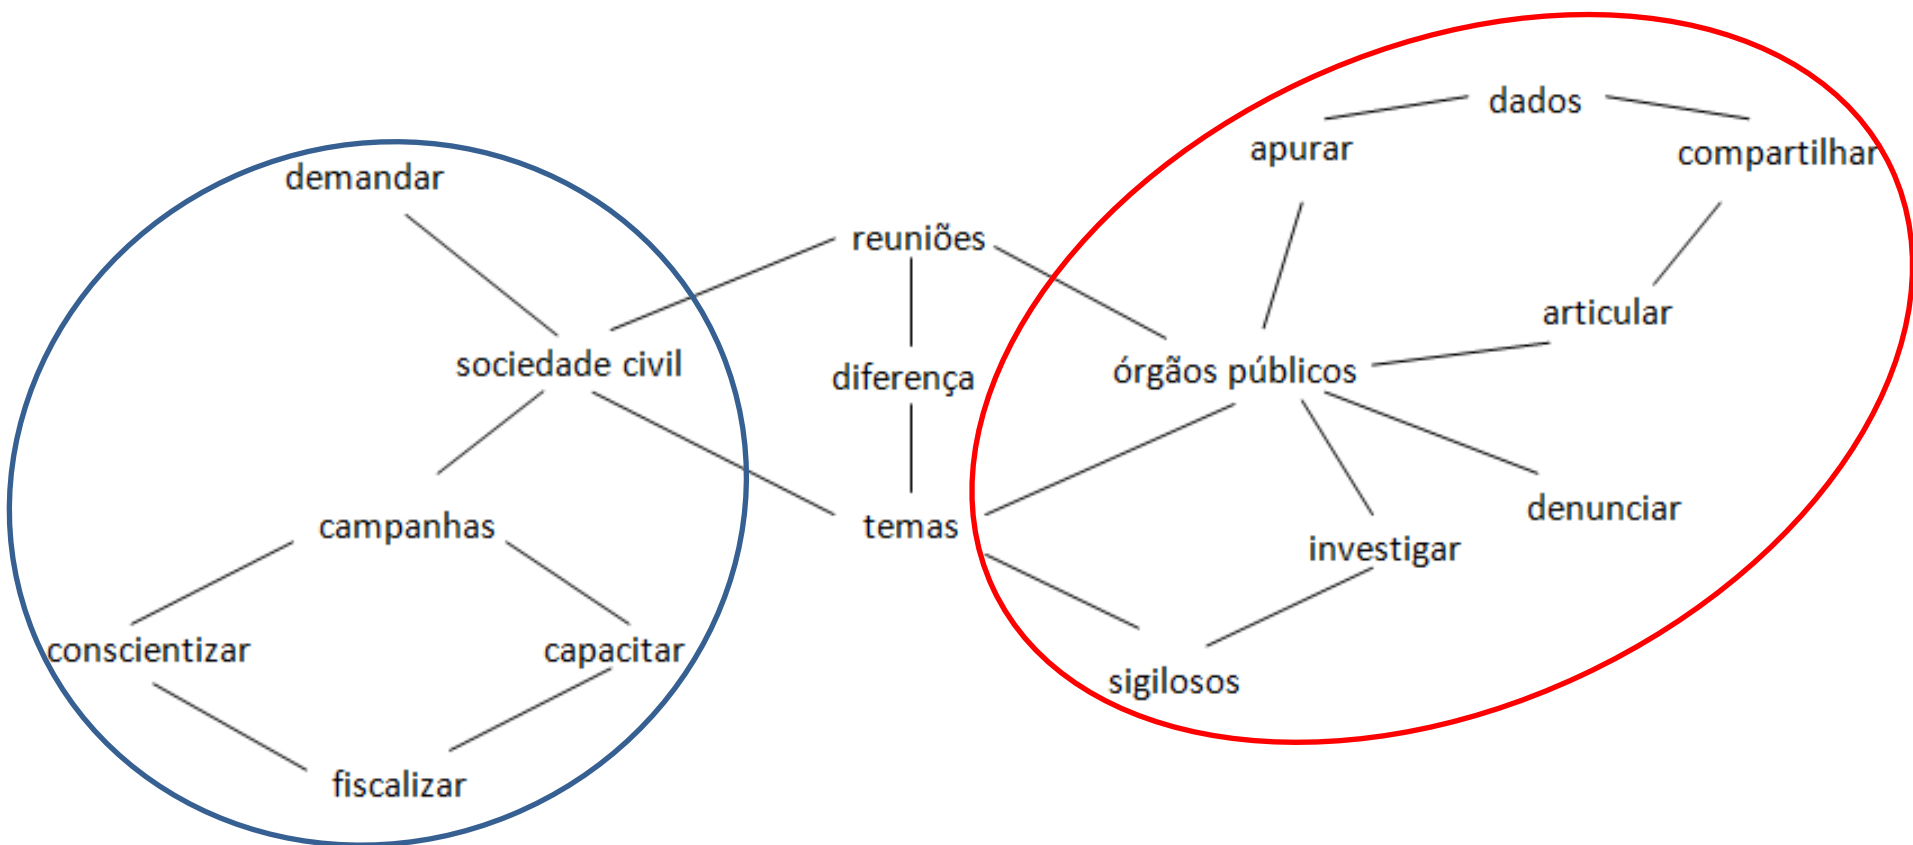 dados
apurar
compartilhar
demandar
reuniões
articular
sociedade civil
diferença
órgãos públicos
denunciar
campanhas
temas
investigar
conscientizar
capacitar
sigilosos
fiscalizar